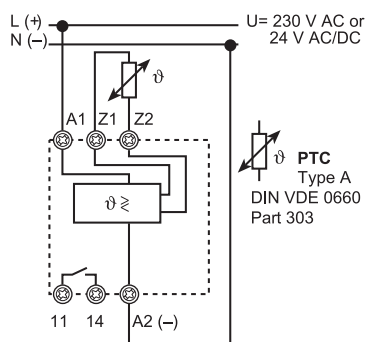 L (+)
U= 230 V AC or
N (–)
24 V AC/DC
ϑ
A1 Z1 Z2
ϑ PTC
Type A
DIN VDE 0660
Part 303
ϑ ≷
11 14 A2 (–)